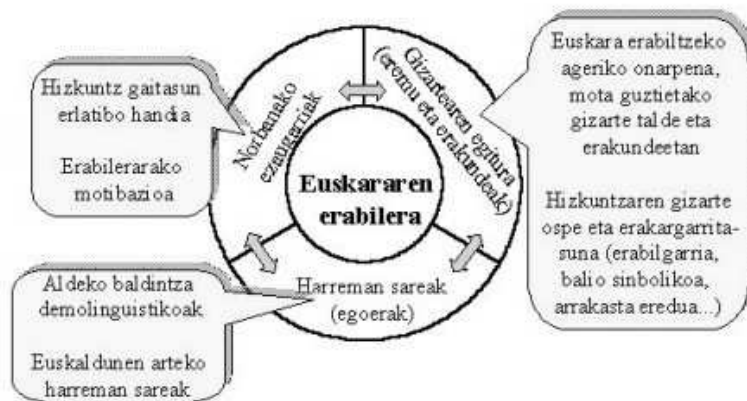 Hizkuntz gaitasun
erlatibo handia
Erabilerarako
motibazioa
Norbanako
ezaugarriak
Gizartearen egitura
(eremu eta erakundeak)
Euskara erabiltzeko
ageriko onarpena,
mota guztietako
gizarte talde eta
erakundeetan
Hizkuntzaren gizarte
ospe eta erakargarrita-
suna (erabilgarria,
balio sinbolikoa,
arrakasta eredua...)
Euskararen
erabilera
Harreman sareak
(egoerak)
Aldeko baldintza
demolinguistikoak
Euskaldunen arteko
harreman sareak